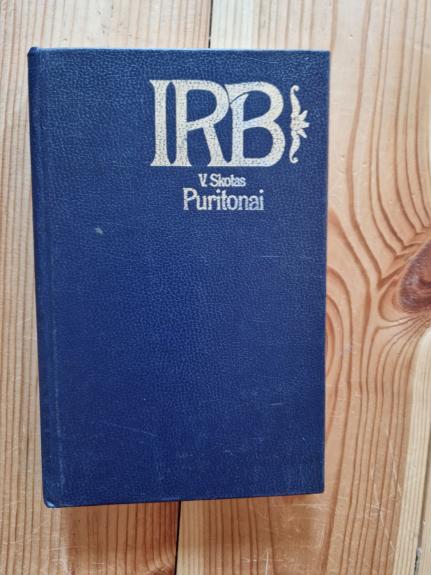 IRB
V. Skotas
Puritonai